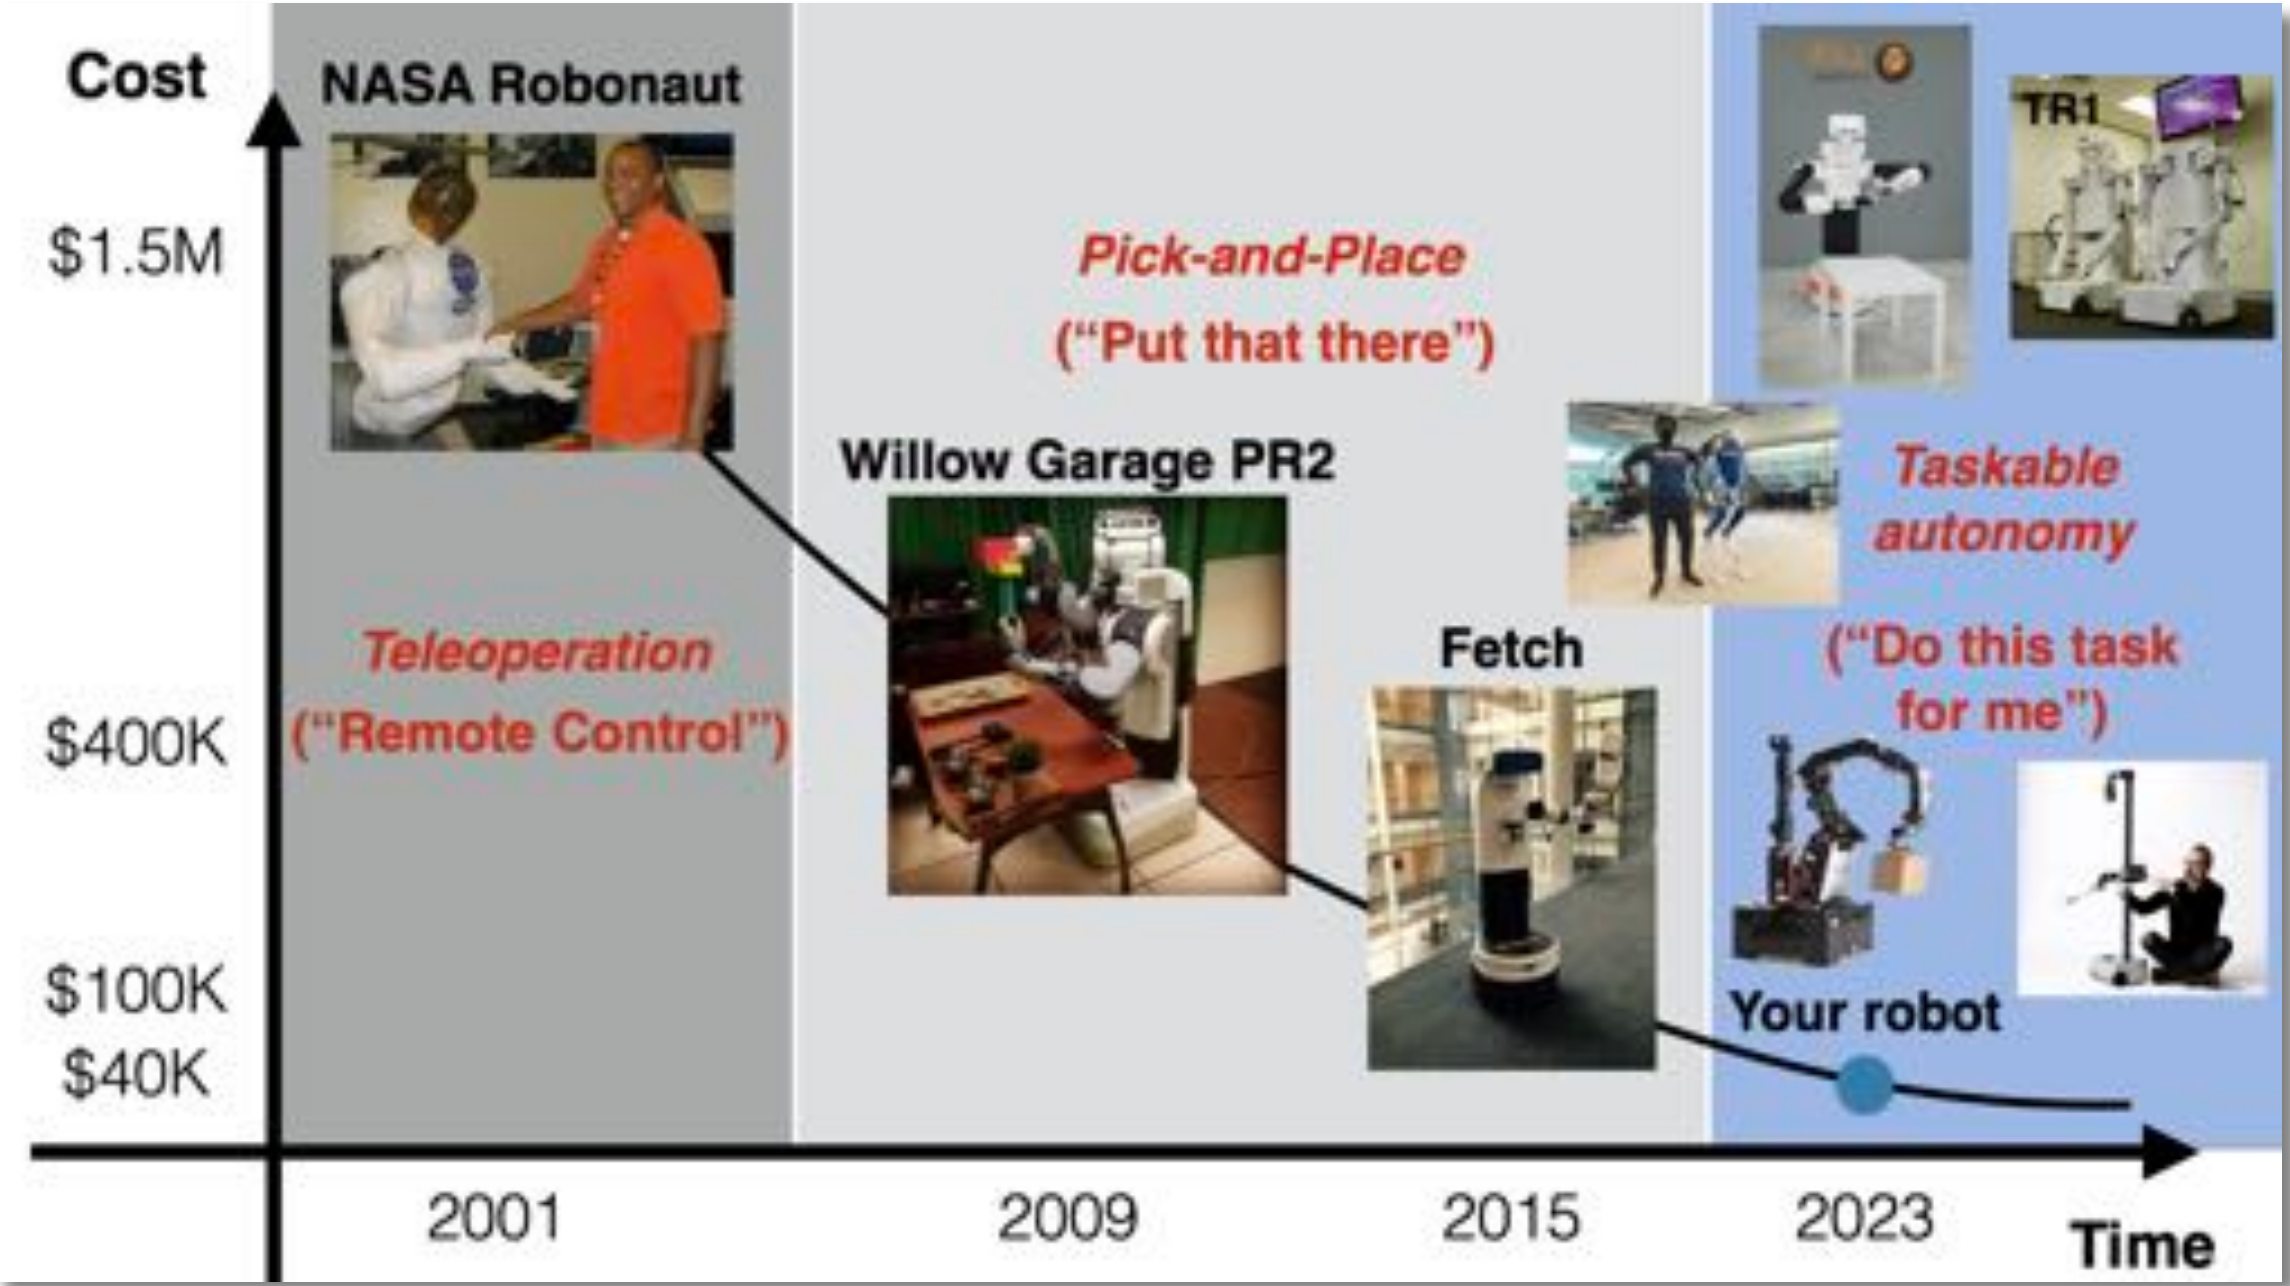 Cost
NASA Robonaut
TR1
$1.5M
Pick-and-Place
(“Put that there”)
Willow Garage PR2
Taskable
autonomy
Teleoperation
(“Remote Control”)
Fetch
(“Do this task
for me”)
$400K
$100K
Your robot
$40K
2001
2009
2015
2023
Time